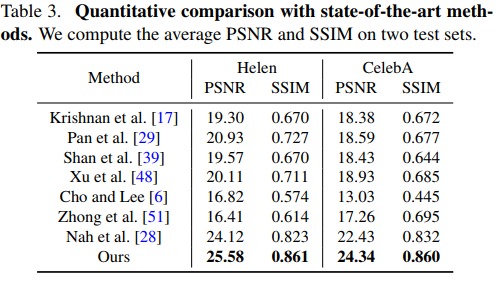 Table 3. Quantitative comparison with state-of-the-art meth-
ods. We compute the average PSNR and SSIM on two test sets.
Method Helen CelebA
PSNR SSIM PSNR SSIM
Krishnan et al. [17] 19.30 0.670 18.38 0.672
Pan et al. [29] 20.93 0.727 18.59 0.677
Shan et al. [39] 19.57 0.670 18.43 0.644
Xu et al. [48] 20.11 0.711 18.93 0.685
Cho and Lee [6] 16.82 0.574 13.03 0.445
Zhong et al. [51] 16.41 0.614 17.26 0.695
Nah et al. [28] 24.12 0.823 22.43 0.832
Ours 25.58 0.861 24.34 0.860